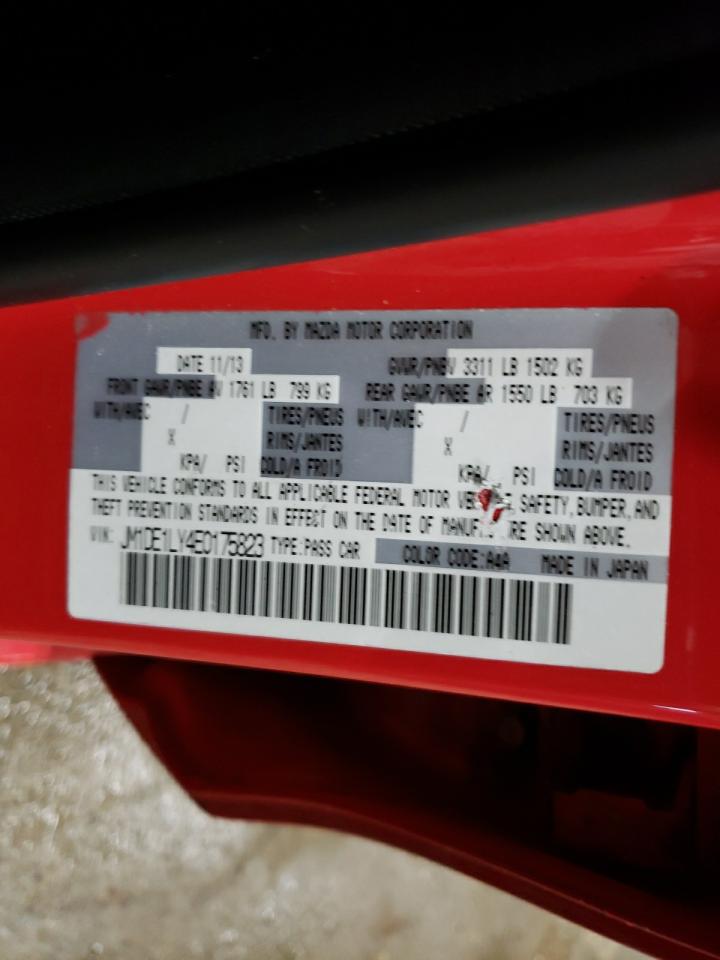 MFD. BY MAZDA MOTOR CORPORATION
DATE 11/13 GVWR/PNBV 3311 LB 1502 KG
FRONT GAWR/PNBE AV 1761 LB 799 KG REAR GAWR/PNBE AR 1550 LB 703 KG
WITH/AVEC / TIRES/PNEUS WITH/AVEC / TIRES/PNEUS
X RIMS/JANTES X RIMS/JANTES
KPA/ PSI COLD/A FROID KPA/ PSI COLD/A FROID
THIS VEHICLE CONFORMS TO ALL APPLICABLE FEDERAL MOTOR SAFETY, BUMPER, AND
THEFT PREVENTION STANDARDS IN EFFECT ON THE DATE OF SHOWN ABOVE.
VIN: JM1DE1LY4E0175823 TYPE:PASS CAR COLOR CODE:A4A MADE IN JAPAN